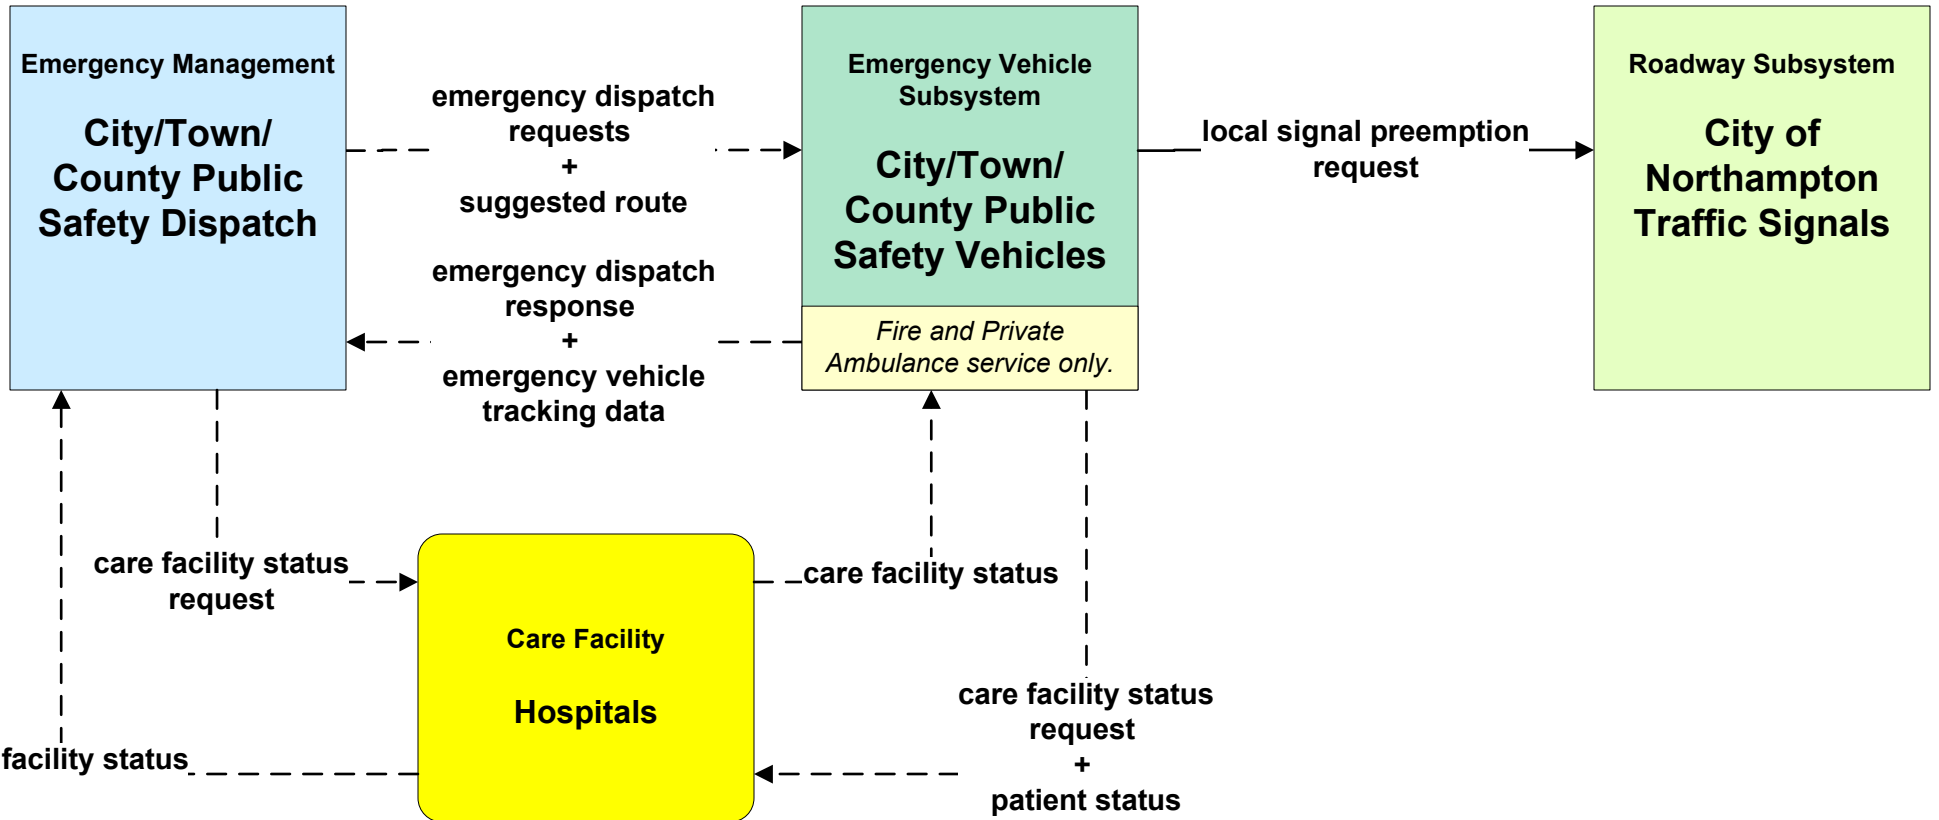 Emergency Management
City/Town/
County Public
Safety Dispatch
emergency dispatch
requests
+
suggested route
emergency dispatch
response
+
emergency vehicle
tracking data
Emergency Vehicle
Subsystem
City/Town/
County Public
Safety Vehicles
Fire and Private
Ambulance service only.
local signal preemption
request
Roadway Subsystem
City of
Northampton
Traffic Signals
care facility status
request
Care Facility
Hospitals
care facility status
care facility status
request
+
patient status
facility status